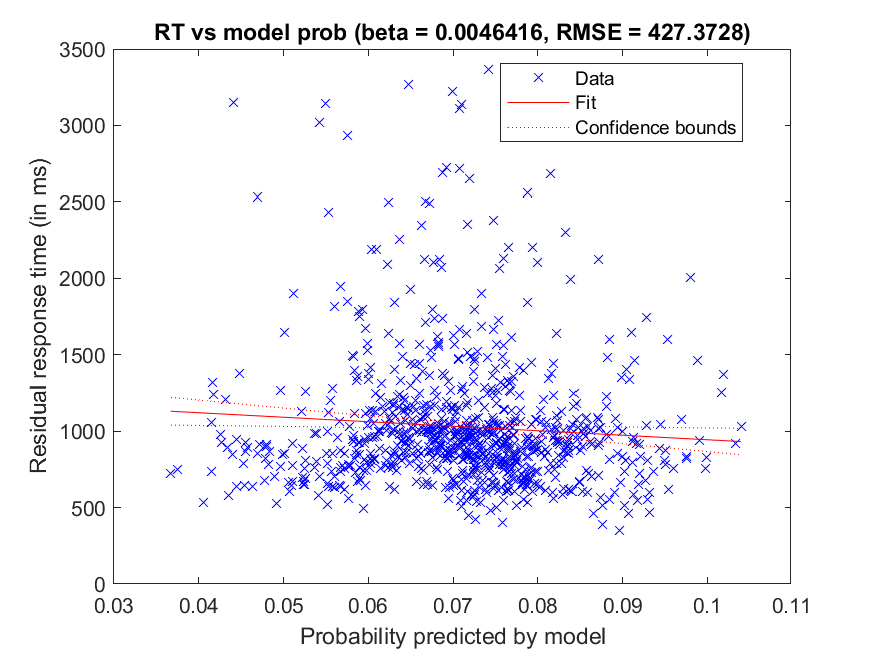 RT vs model prob (beta = 0.0046416, RMSE = 427.3728)
3500
3000
2500
2000
1500
1000
500
0
Residual response time (in ms)
Data
Fit
Confidence bounds
0.03 0.04 0.05 0.06 0.07 0.08 0.09 0.1 0.11
Probability predicted by model